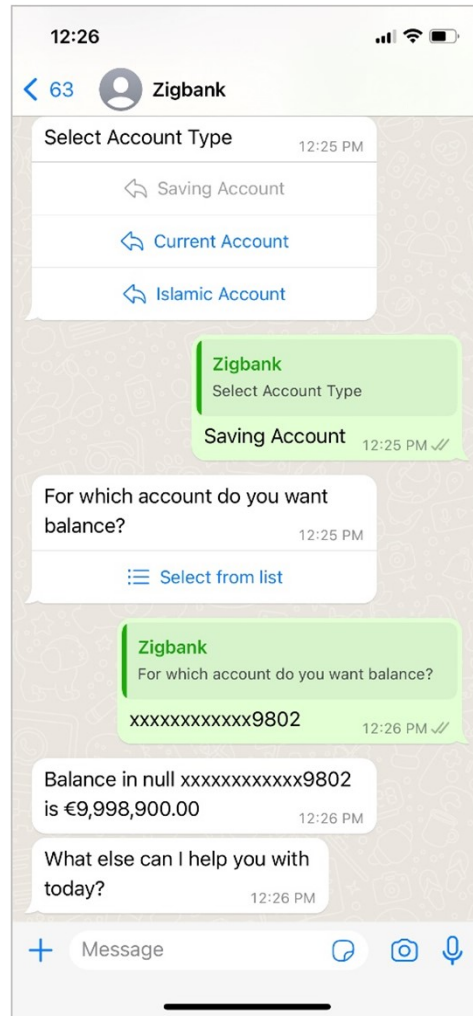 12:26
63 Zigbank
Select Account Type
12:25 PM
Saving Account
Current Account
Islamic Account
Zigbank
Select Account Type
Saving Account 12:25 PM
For which account do you want
balance?
12:25 PM
Select from list
Zigbank
For which account do you want balance?
xxxxxxxxxxxx9802
12:26 PM
Balance in null xxxxxxxxxxxx9802
is €9,998,900.00
12:26 PM
What else can I help you with
today?
12:26 PM
Message